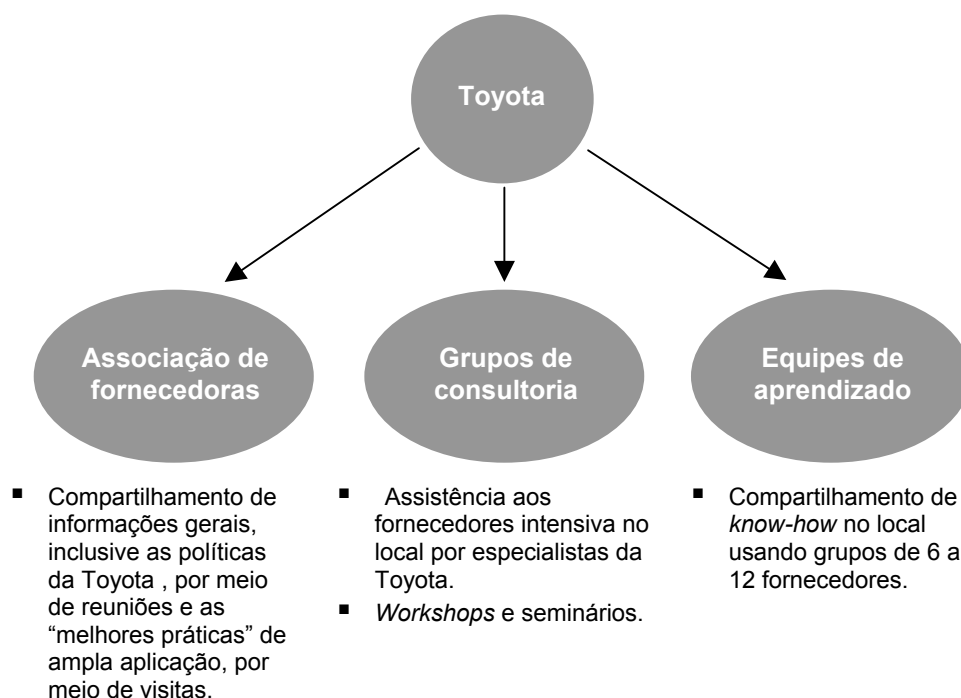 Toyota
Associação de
fornecedoras
Grupos de
consultoria
Equipes de
aprendizado
▪ Compartilhamento de
informações gerais,
inclusive as políticas
da Toyota , por meio
de reuniões e as
“melhores práticas” de
ampla aplicação, por
meio de visitas.
▪ Assistência aos
fornecedores intensiva no
local por especialistas da
Toyota.
▪ Workshops e seminários.
▪ Compartilhamento de
know-how no local
usando grupos de 6 a
12 fornecedores.